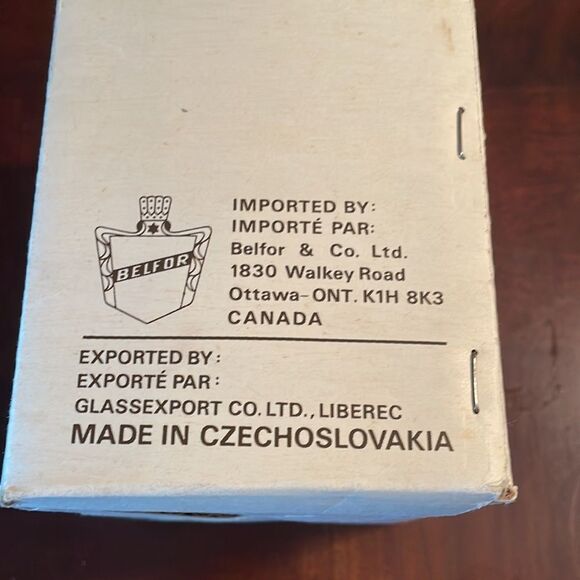 BELFOR
IMPORTED BY:
IMPORTÉ PAR:
Belfor & Co. Ltd.
1830 Walkey Road
Ottawa-ONT. K1H 8K3
CANADA
EXPORTED BY:
EXPORTÉ PAR:
GLASSEXPORT CO. LTD., LIBEREC
MADE IN CZECHOSLOVAKIA